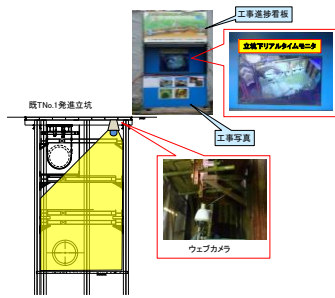 工事進捗看板
立坑下リアルタイムモニタ
既TNo.1発進立坑
工事写真
ウェブカメラ